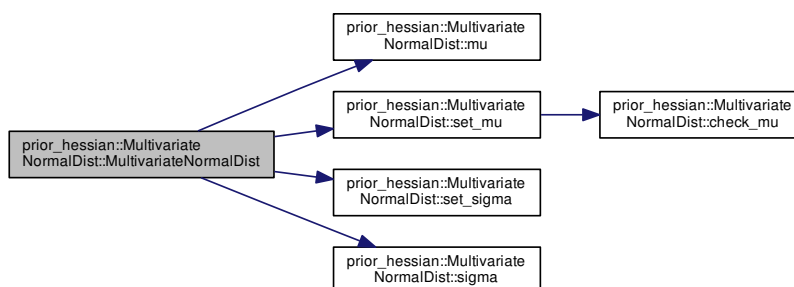 prior_hessian::Multivariate
NormalDist::MultivariateNormalDist
prior_hessian::Multivariate
NormalDist::mu
prior_hessian::Multivariate
NormalDist::set_mu
prior_hessian::Multivariate
NormalDist::check_mu
prior_hessian::Multivariate
NormalDist::set_sigma
prior_hessian::Multivariate
NormalDist::sigma